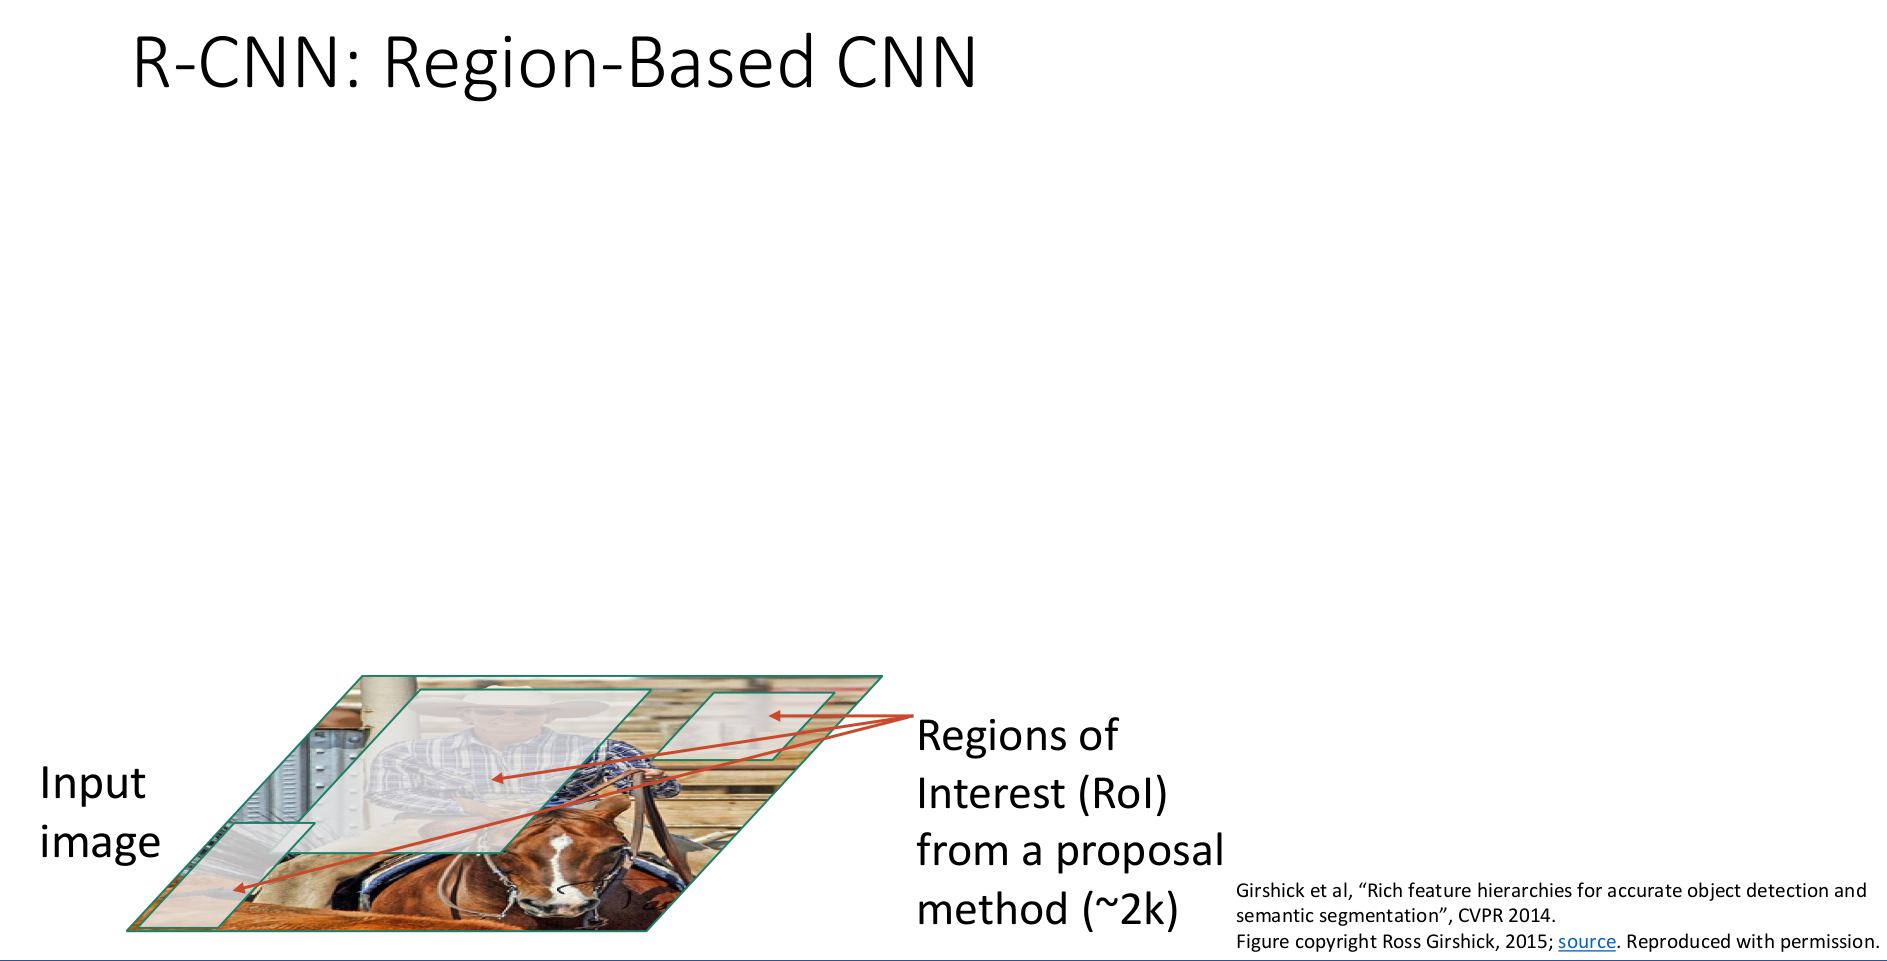 R-CNN: Region-Based CNN
Input
image
Regions of
Interest (RoI)
from a proposal
method (~2k)
Girshick et al, “Rich feature hierarchies for accurate object detection and
semantic segmentation”, CVPR 2014.
Figure copyright Ross Girshick, 2015; source. Reproduced with permission.